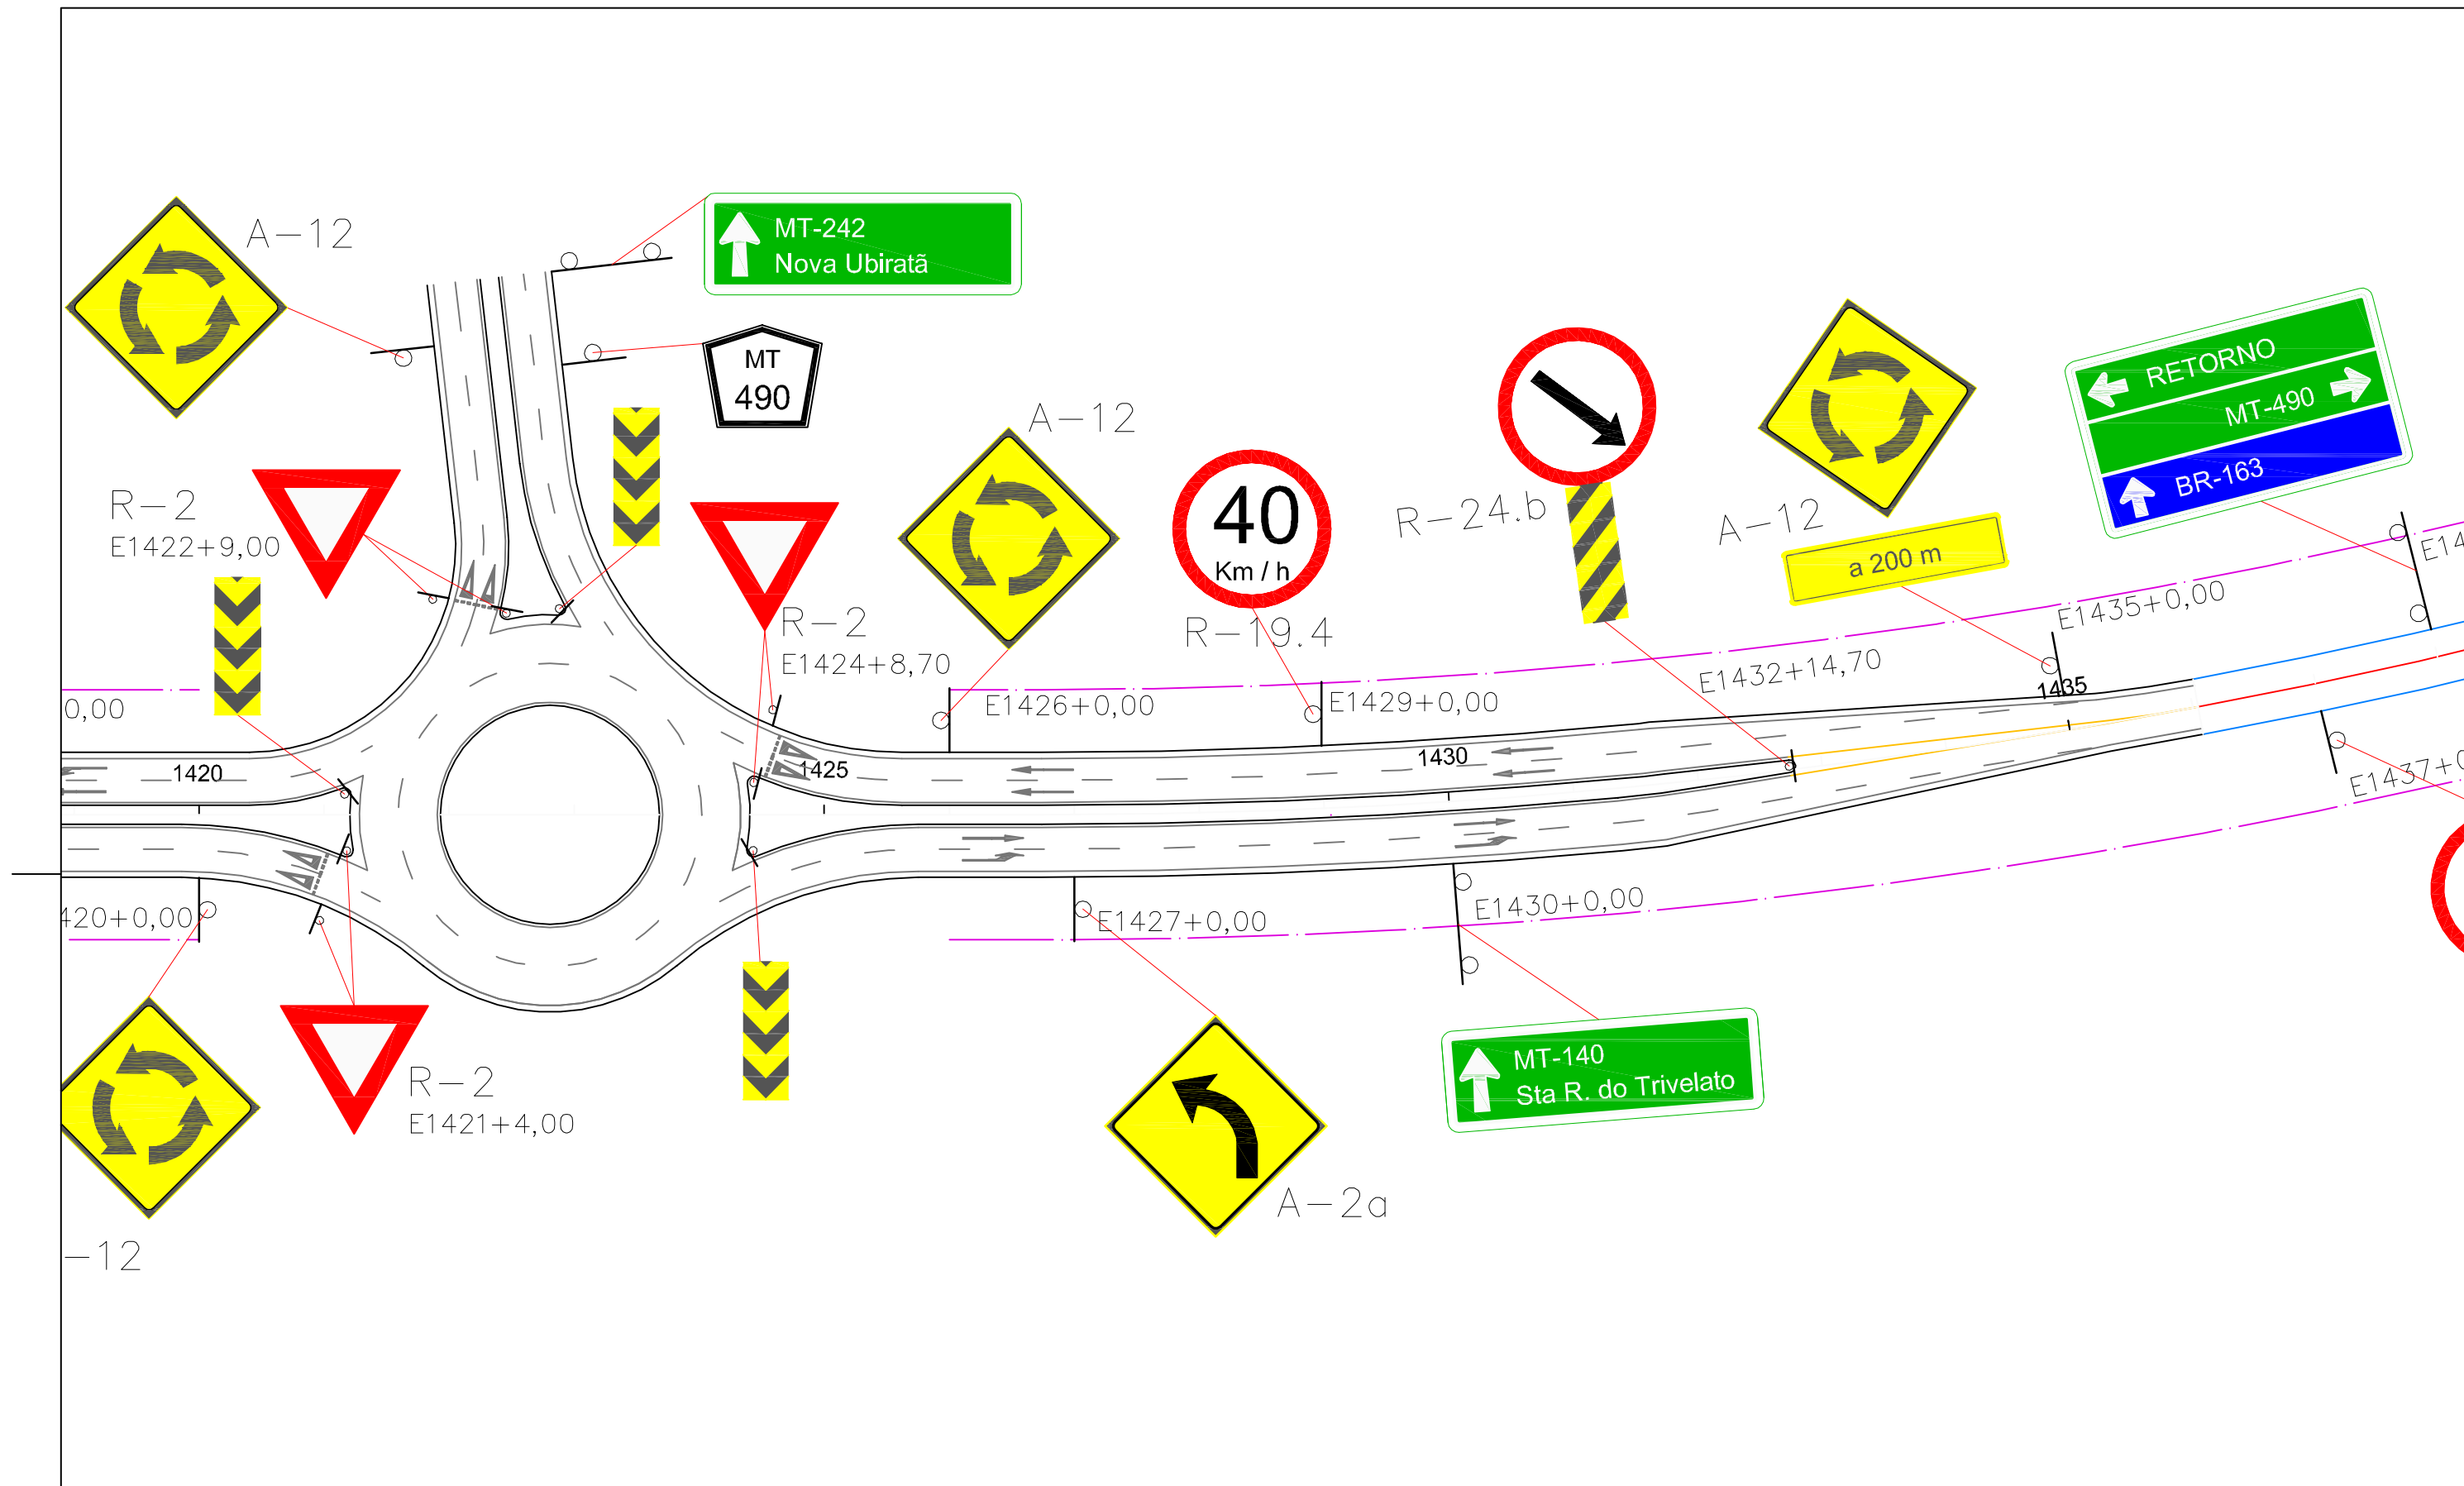 A-12
MT-242
Nova Ubiratã
MT
490
A-12
R-2
E1422+9,00
R-2
E1424+8,70
40
Km / h
R-19.4
R-24.b
A-12
a 200 m
RETORNO
MT-490
BR-163
E1435+0,00
E1432+14,70
E1426+0,00
E1429+0,00
0,00
1435
1420
1425
1430
E1437+0
420+0,00
E1427+0,00
E1430+0,00
MT-140
Sta R. do Trivelato
R-2
E1421+4,00
A-2a
-12
E14